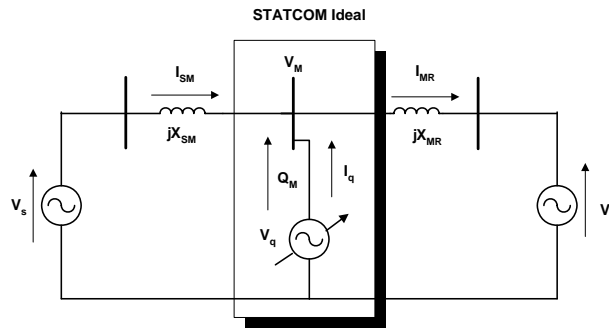 STATCOM Ideal
V_M
I_SM
I_MR
jX_SM
jX_MR
Q_M
I_q
V_s
V_q
V